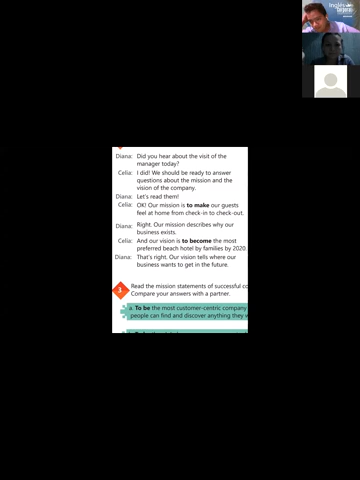 Inglés
Corporativo
Diana: Did you hear about the visit of the
manager today?
Celia: I did! We should be ready to answer
questions about the mission and the
vision of the company.
Diana: Let's read them!
Celia: OK! Our mission is to make our guests
feel at home from check-in to check-out.
Diana: Right. Our mission describes why our
business exists.
Celia: And our vision is to become the most
preferred beach hotel by families by 2020
Diana: That's right. Our vision tells where our
business wants to get in the future.
3. Read the mission statements of successful co
Compare your answers with a partner.
a. To be the most customer-centric company
people can find and discover anything they w